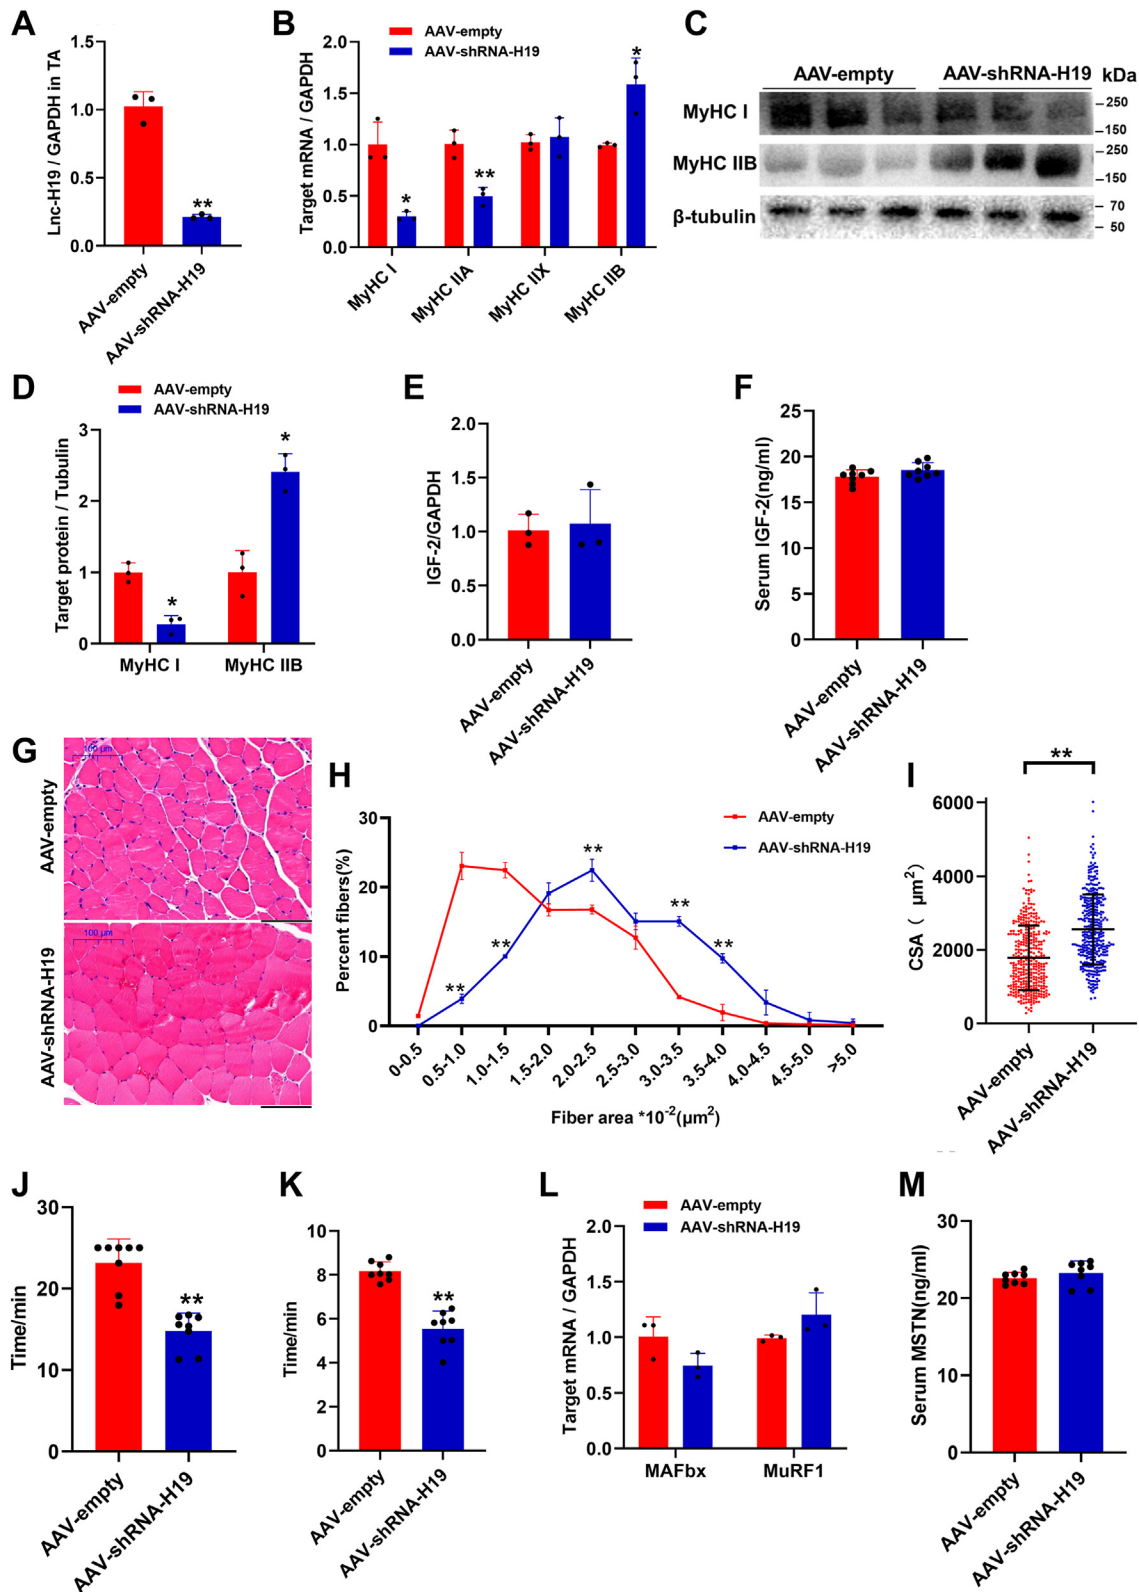 A
Lnc-H19 / GAPDH in TA
1.5
1.0
0.5
0.0
**
AAV-empty
AAV-shRNA-H19
B
AAV-empty
AAV-shRNA-H19
Target mRNA / GAPDH
2.0
1.5
1.0
0.5
0.0
*
**
*
MyHC I
MyHC IIA
MyHC IIX
MyHC IIB
C
AAV-empty
AAV-shRNA-H19
kDa
MyHC I
250
150
MyHC IIB
250
150
β-tubulin
70
50
D
AAV-empty
AAV-shRNA-H19
Target protein / Tubulin
3
2
1
0
*
*
MyHC I
MyHC IIB
E
IGF-2/GAPDH
2.0
1.5
1.0
0.5
0.0
AAV-empty
AAV-shRNA-H19
F
Serum IGF-2(ng/ml)
25
20
15
10
5
0
AAV-empty
AAV-shRNA-H19
G
AAV-empty
100 μm
AAV-shRNA-H19
100 μm
H
Percent fibers(%)
30
20
10
0
AAV-empty
AAV-shRNA-H19
**
**
**
**
**
0-0.5
0.5-1.0
1.0-1.5
1.5-2.0
2.0-2.5
2.5-3.0
3.0-3.5
3.5-4.0
4.0-4.5
4.5-5.0
>5.0
Fiber area *10-2(μm2)
I
**
CSA（ μm2）
6000
4000
2000
0
AAV-empty
AAV-shRNA-H19
J
Time/min
30
20
10
0
**
AAV-empty
AAV-shRNA-H19
K
Time/min
10
8
6
4
2
0
**
AAV-empty
AAV-shRNA-H19
L
AAV-empty
AAV-shRNA-H19
Target mRNA / GAPDH
2.0
1.5
1.0
0.5
0.0
MAFbx
MuRF1
M
Serum MSTN(ng/ml)
30
20
10
0
AAV-empty
AAV-shRNA-H19